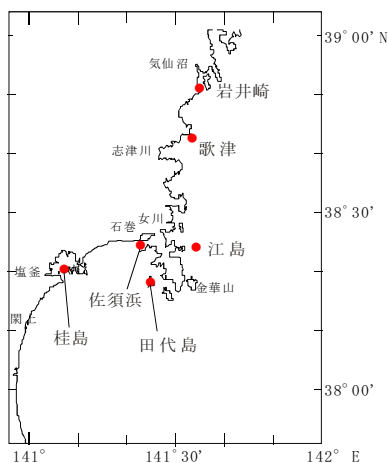 39°00′N
気仙沼
岩井崎
歌津
志津川
女川
石巻
38°30′
江島
塩釜
金華山
佐須浜
閖上
桂島
田代島
38°00′
141°
141°30′
142° E